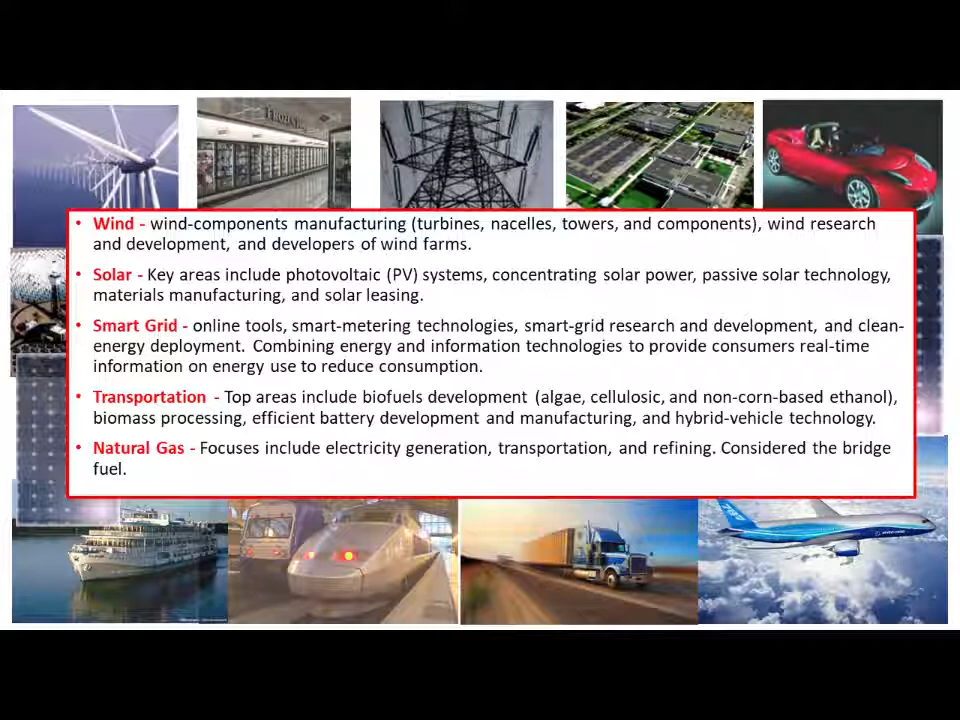 FROZEN
• Wind - wind-components manufacturing (turbines, nacelles, towers, and components), wind research
and development, and developers of wind farms.
• Solar - Key areas include photovoltaic (PV) systems, concentrating solar power, passive solar technology,
materials manufacturing, and solar leasing.
• Smart Grid - online tools, smart-metering technologies, smart-grid research and development, and clean-
energy deployment. Combining energy and information technologies to provide consumers real-time
information on energy use to reduce consumption.
• Transportation - Top areas include biofuels development (algae, cellulosic, and non-corn-based ethanol),
biomass processing, efficient battery development and manufacturing, and hybrid-vehicle technology.
• Natural Gas - Focuses include electricity generation, transportation, and refining. Considered the bridge
fuel.
787